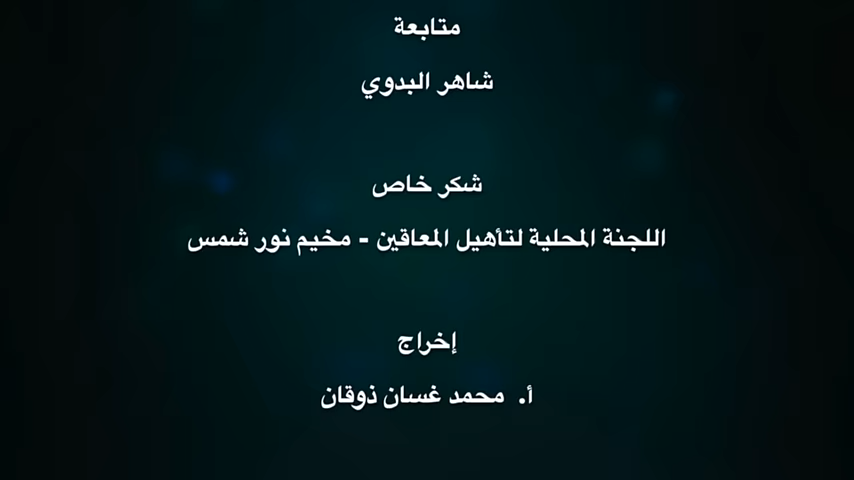 متابعة
شاهر البدوي
شكر خاص
اللجنة المحلية لتأهيل المعاقين - مخيم نور شمس
إخراج
أ. محمد غسان ذوقان